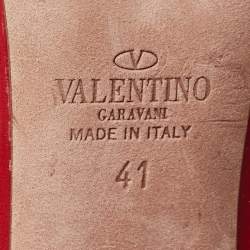 VALENTINO
GARAVANI
MADE IN ITALY
41